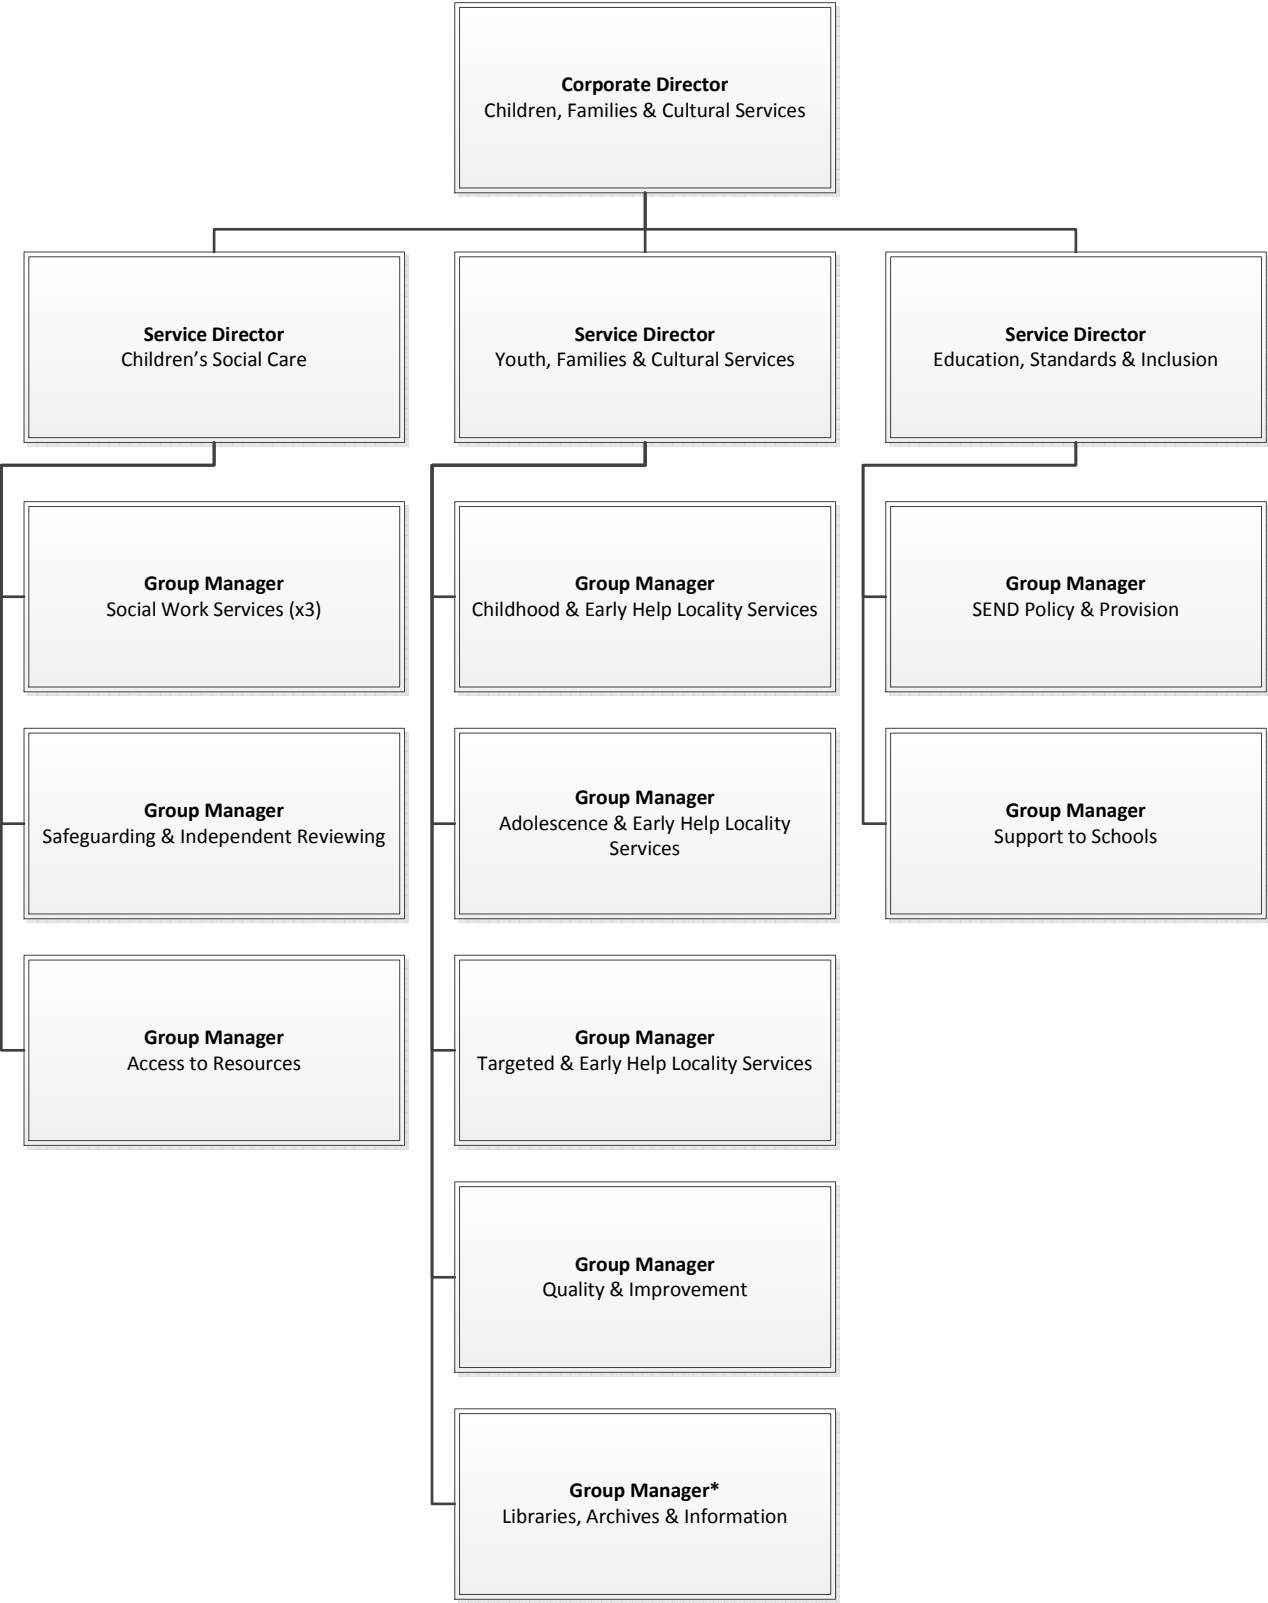 Corporate Director
Children, Families & Cultural Services
Service Director
Children’s Social Care
Service Director
Youth, Families & Cultural Services
Service Director
Education, Standards & Inclusion
Group Manager
Social Work Services (x3)
Group Manager
Safeguarding & Independent Reviewing
Group Manager
Access to Resources
Group Manager
Childhood & Early Help Locality Services
Group Manager
Adolescence & Early Help Locality
Services
Group Manager
Targeted & Early Help Locality Services
Group Manager
Quality & Improvement
Group Manager*
Libraries, Archives & Information
Group Manager
SEND Policy & Provision
Group Manager
Support to Schools